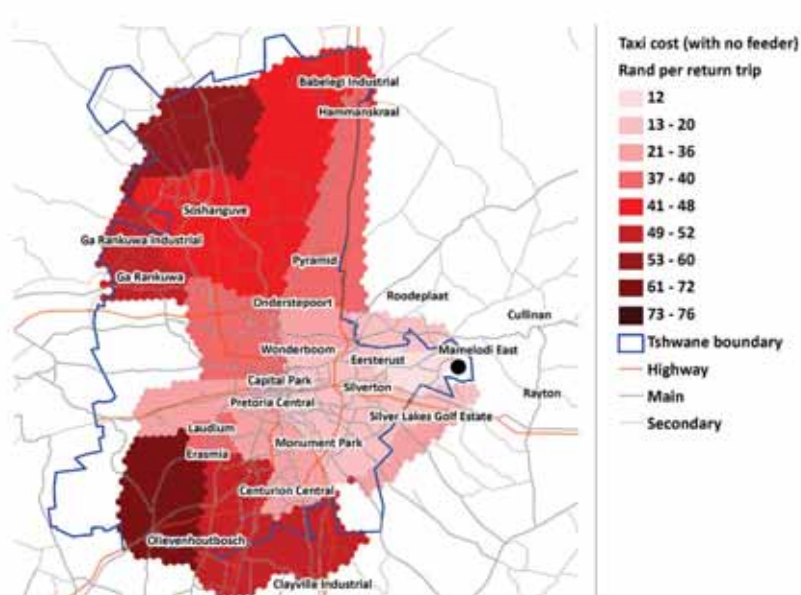 Taxi cost (with no feeder)
Rand per return trip
12
13 - 20
21 - 36
37 - 40
41 - 48
49 - 52
53 - 60
61 - 72
73 - 76
Tshwane boundary
Highway
Main
Secondary
Babelegi Industrial
Hammanskraal
Soshanguve
Ga Rankuwa Industrial
Pyramid
Ga Rankuwa
Roodeplaat
Onderstepoort
Cullinan
Wonderboom
Mamelodi East
Eersterust
Capital Park
Silverton
Rayton
Pretoria Central
Silver Lakes Golf Estate
Laudium
Monument Park
Erasmia
Centurion Central
Olievenhoutbosch
Clayville Industrial